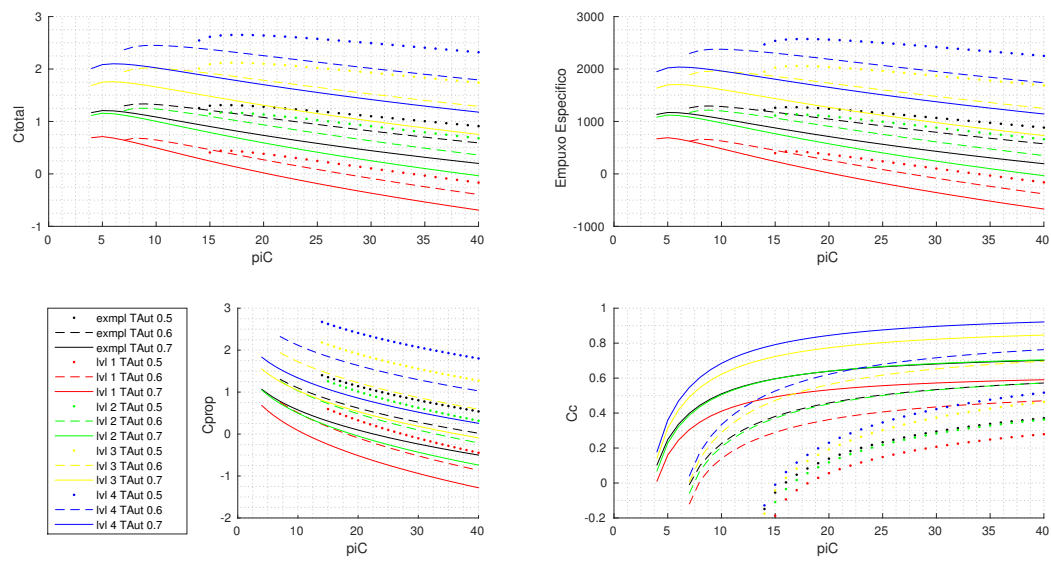 3
2
1
0
-1
Ctotal
0
5
10
15
20
25
30
35
40
piC
3000
2000
1000
0
-1000
Empuxo Especifico
0
5
10
15
20
25
30
35
40
piC
exmpl TAut 0.5
exmpl TAut 0.6
exmpl TAut 0.7
lvl 1 TAut 0.5
lvl 1 TAut 0.6
lvl 1 TAut 0.7
lvl 2 TAut 0.5
lvl 2 TAut 0.6
lvl 2 TAut 0.7
lvl 3 TAut 0.5
lvl 3 TAut 0.6
lvl 3 TAut 0.7
lvl 4 TAut 0.5
lvl 4 TAut 0.6
lvl 4 TAut 0.7
3
2
1
0
-1
-2
Cprop
0
10
20
30
40
piC
1
0.8
0.6
0.4
0.2
0
-0.2
Cc
0
5
10
15
20
25
30
35
40
piC